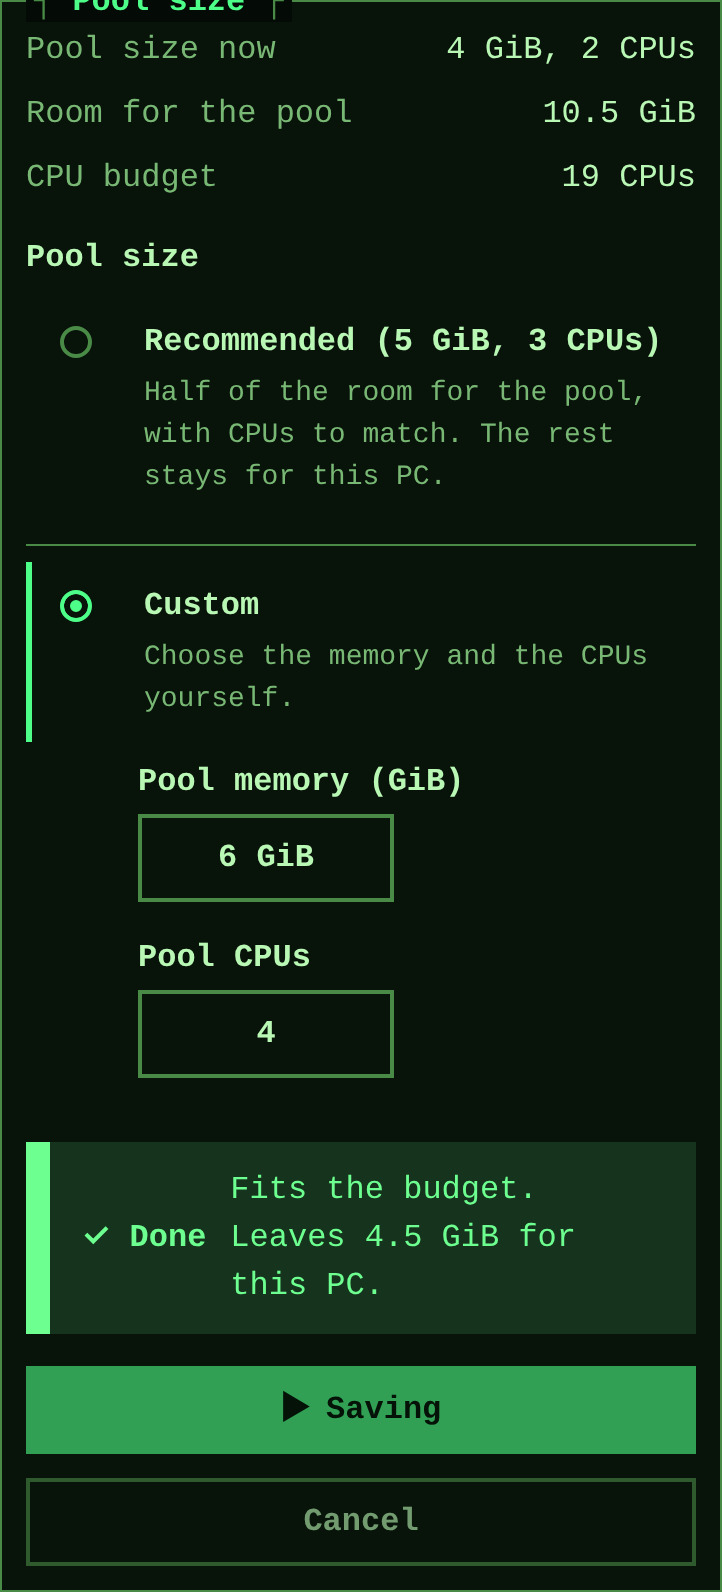 Pool size
Pool size now 4 GiB, 2 CPUs
Room for the pool 10.5 GiB
CPU budget 19 CPUs
Pool size
Recommended (5 GiB, 3 CPUs)
Half of the room for the pool,
with CPUs to match. The rest
stays for this PC.
Custom
Choose the memory and the CPUs
yourself.
Pool memory (GiB)
6 GiB
Pool CPUs
4
Fits the budget.
✓ Done Leaves 4.5 GiB for
this PC.
▶ Saving
Cancel